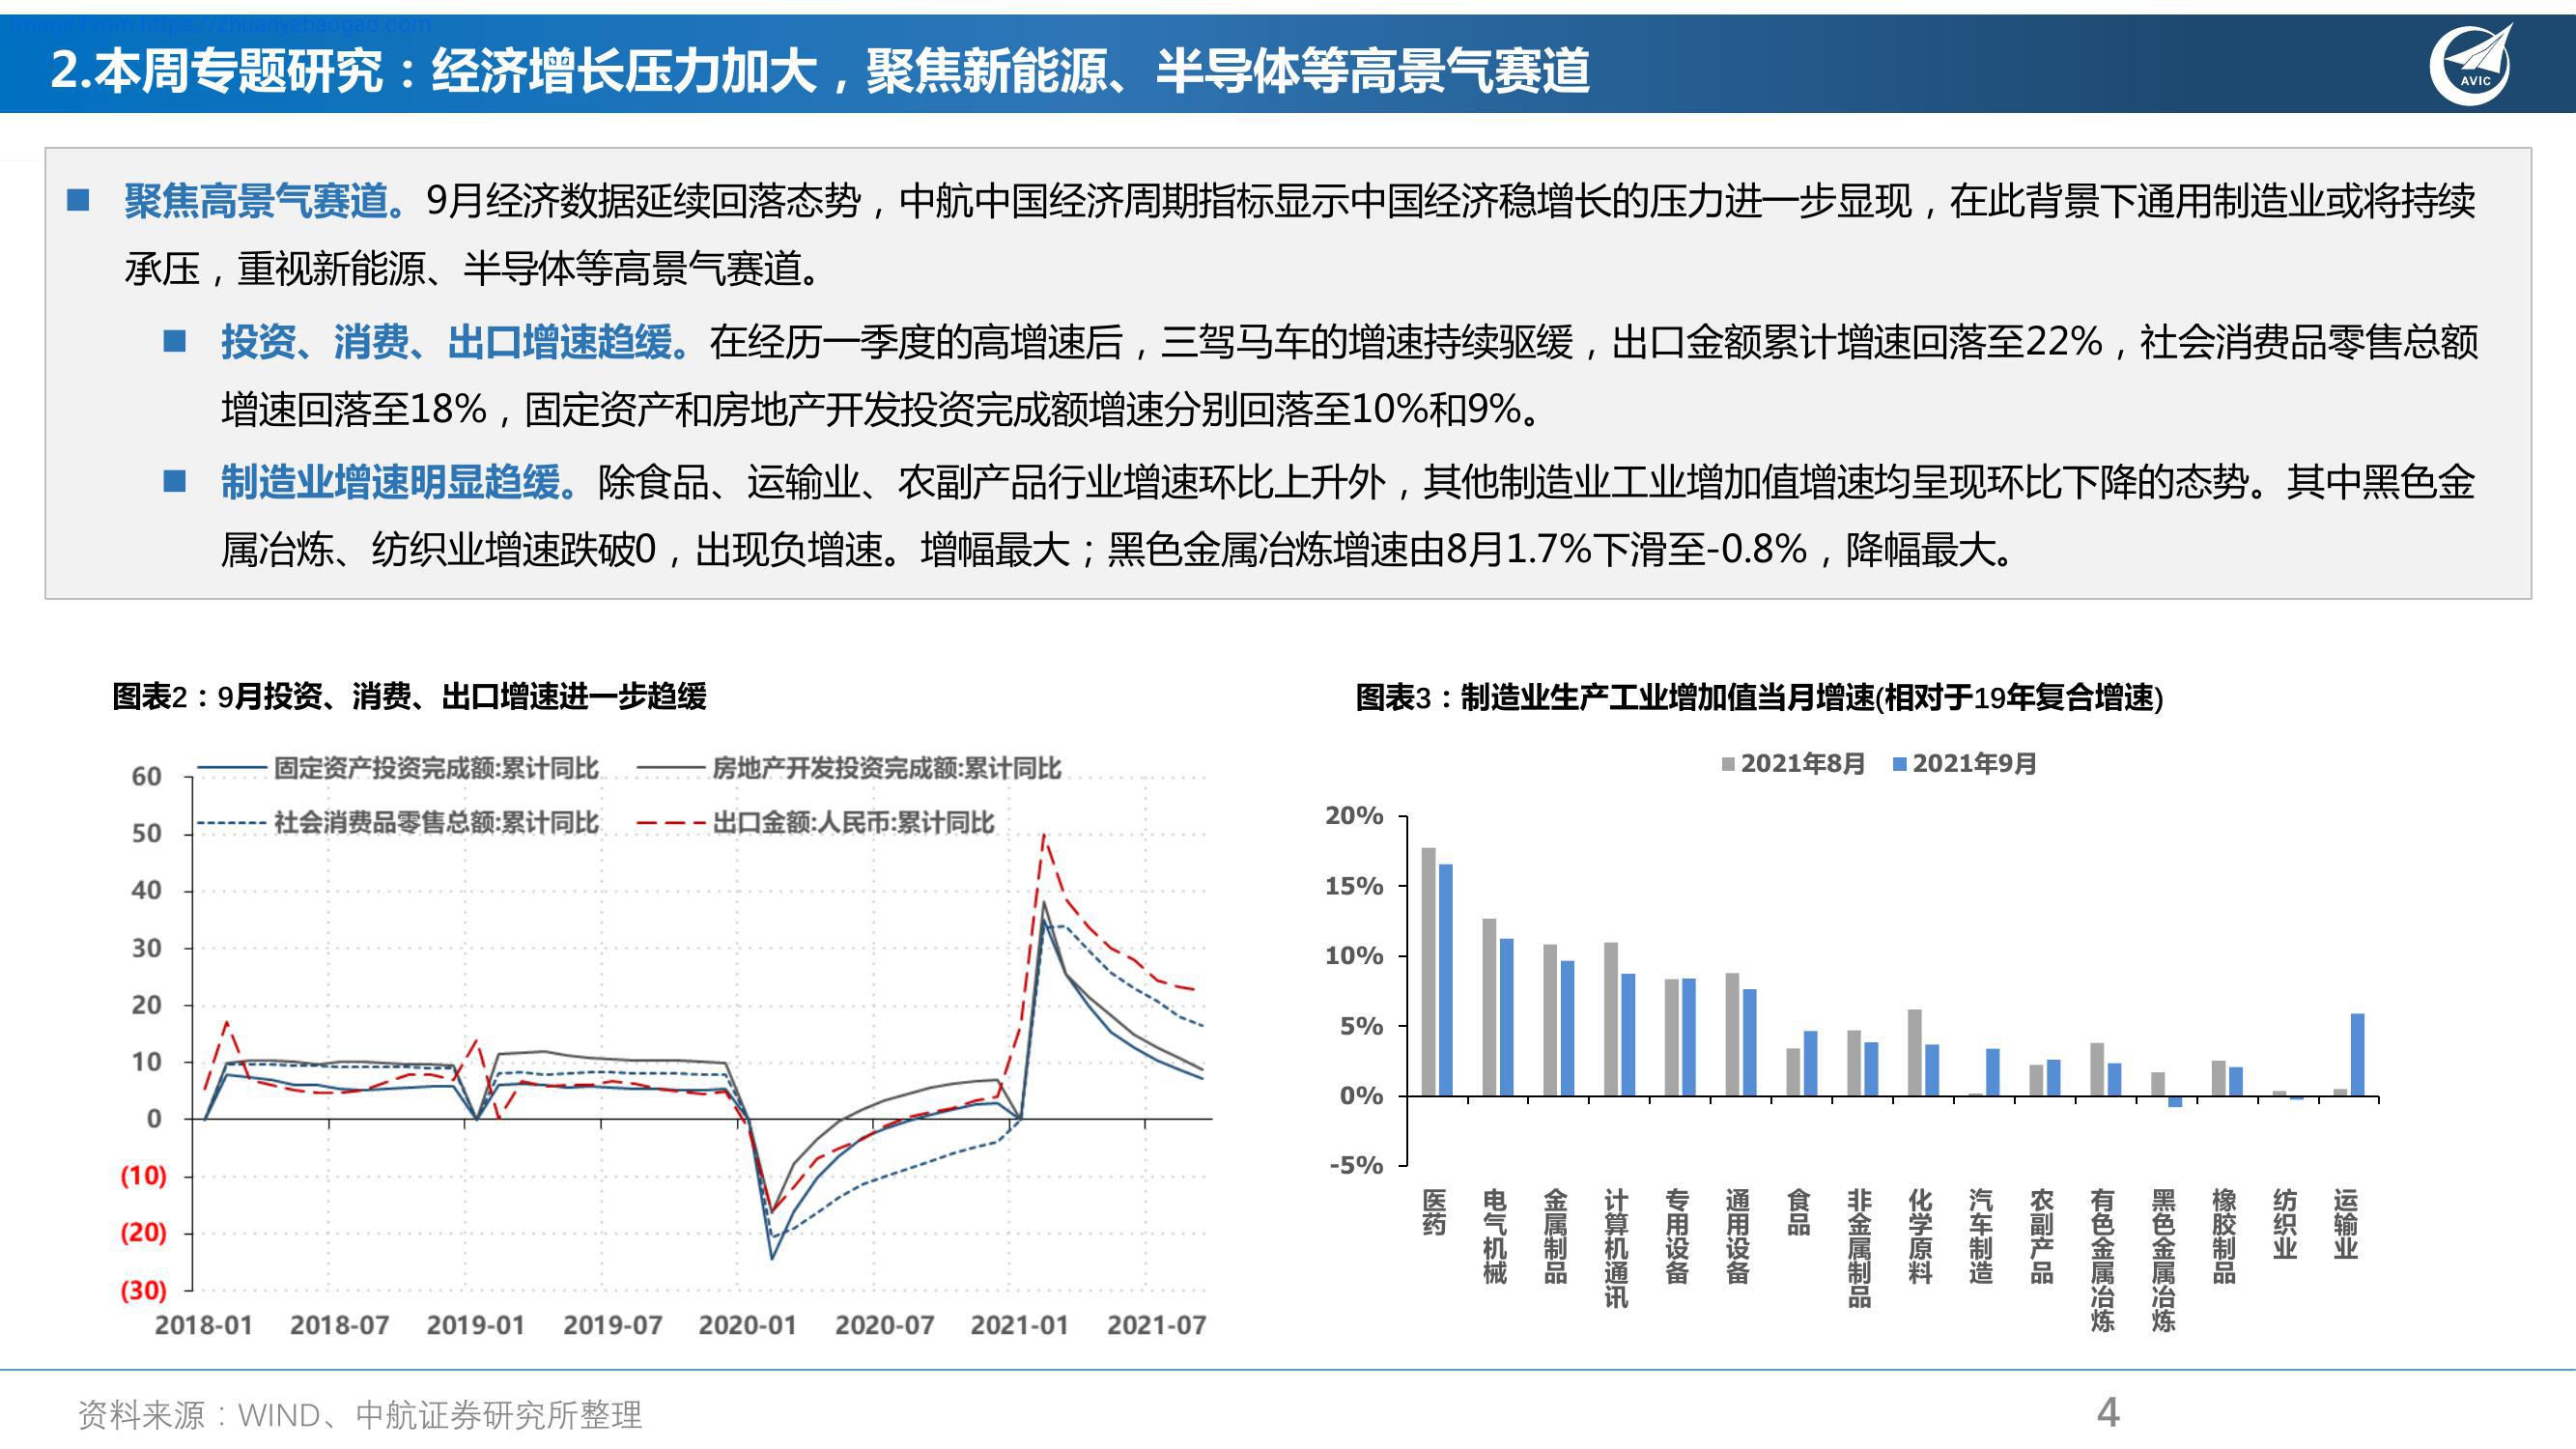 Image From https://zhuanyebaogao.com
2.本周专题研究：经济增长压力加大，聚焦新能源、半导体等高景气赛道
AVIC
■ 聚焦高景气赛道。9月经济数据延续回落态势，中航中国经济周期指标显示中国经济稳增长的压力进一步显现，在此背景下通用制造业或将持续
承压，重视新能源、半导体等高景气赛道。
■ 投资、消费、出口增速趋缓。在经历一季度的高增速后，三驾马车的增速持续驱缓，出口金额累计增速回落至22%，社会消费品零售总额
增速回落至18%，固定资产和房地产开发投资完成额增速分别回落至10%和9%。
■ 制造业增速明显趋缓。除食品、运输业、农副产品行业增速环比上升外，其他制造业工业增加值增速均呈现环比下降的态势。其中黑色金
属冶炼、纺织业增速跌破0，出现负增速。增幅最大；黑色金属冶炼增速由8月1.7%下滑至-0.8%，降幅最大。
图表2：9月投资、消费、出口增速进一步趋缓
固定资产投资完成额:累计同比
房地产开发投资完成额:累计同比
社会消费品零售总额:累计同比
出口金额:人民币:累计同比
60
50
40
30
20
10
0
(10)
(20)
(30)
2018-01 2018-07 2019-01 2019-07 2020-01 2020-07 2021-01 2021-07
图表3：制造业生产工业增加值当月增速(相对于19年复合增速)
2021年8月 2021年9月
20%
15%
10%
5%
0%
-5%
医药
电气机械
金属制品
计算机通讯
专用设备
通用设备
食品
非金属制品
化学原料
汽车制造
农副产品
有色金属冶炼
黑色金属冶炼
橡胶制品
纺织业
运输业
资料来源：WIND、中航证券研究所整理
4